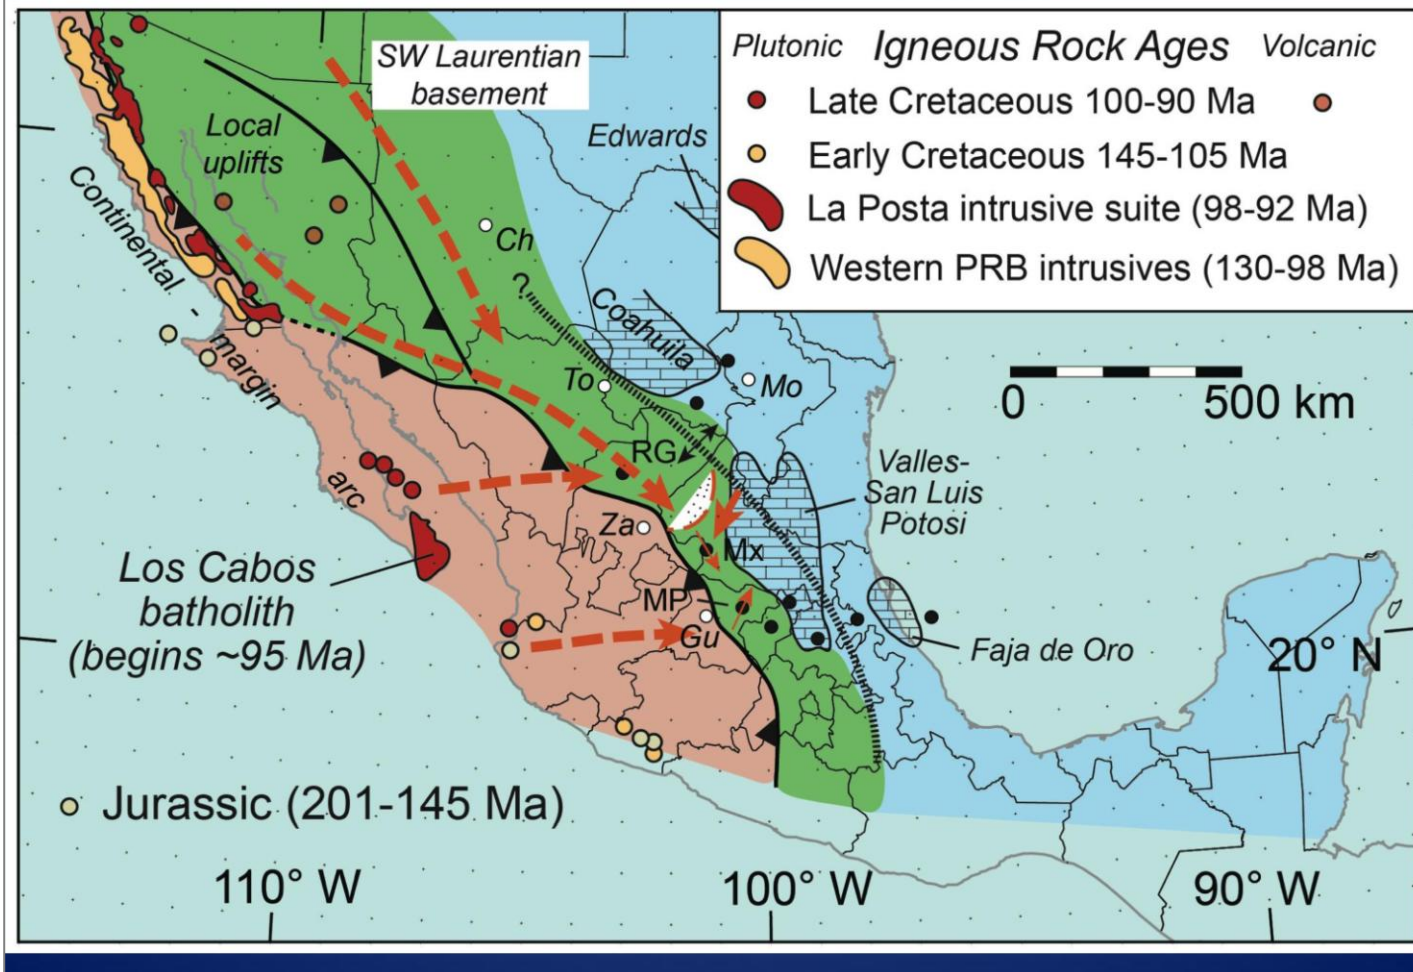 Plutonic Igneous Rock Ages Volcanic
Late Cretaceous 100-90 Ma
Early Cretaceous 145-105 Ma
La Posta intrusive suite (98-92 Ma)
Western PRB intrusives (130-98 Ma)
SW Laurentian
basement
Local
uplifts
Edwards
Continental - margin
arc
Ch
?
Coahuila
To
Mo
0 500 km
RG
Valles-
San Luis
Potosi
Za
Mx
Los Cabos
batholith
(begins ~95 Ma)
MP
Gu
Faja de Oro
20° N
Jurassic (201-145 Ma)
110° W
100° W
90° W